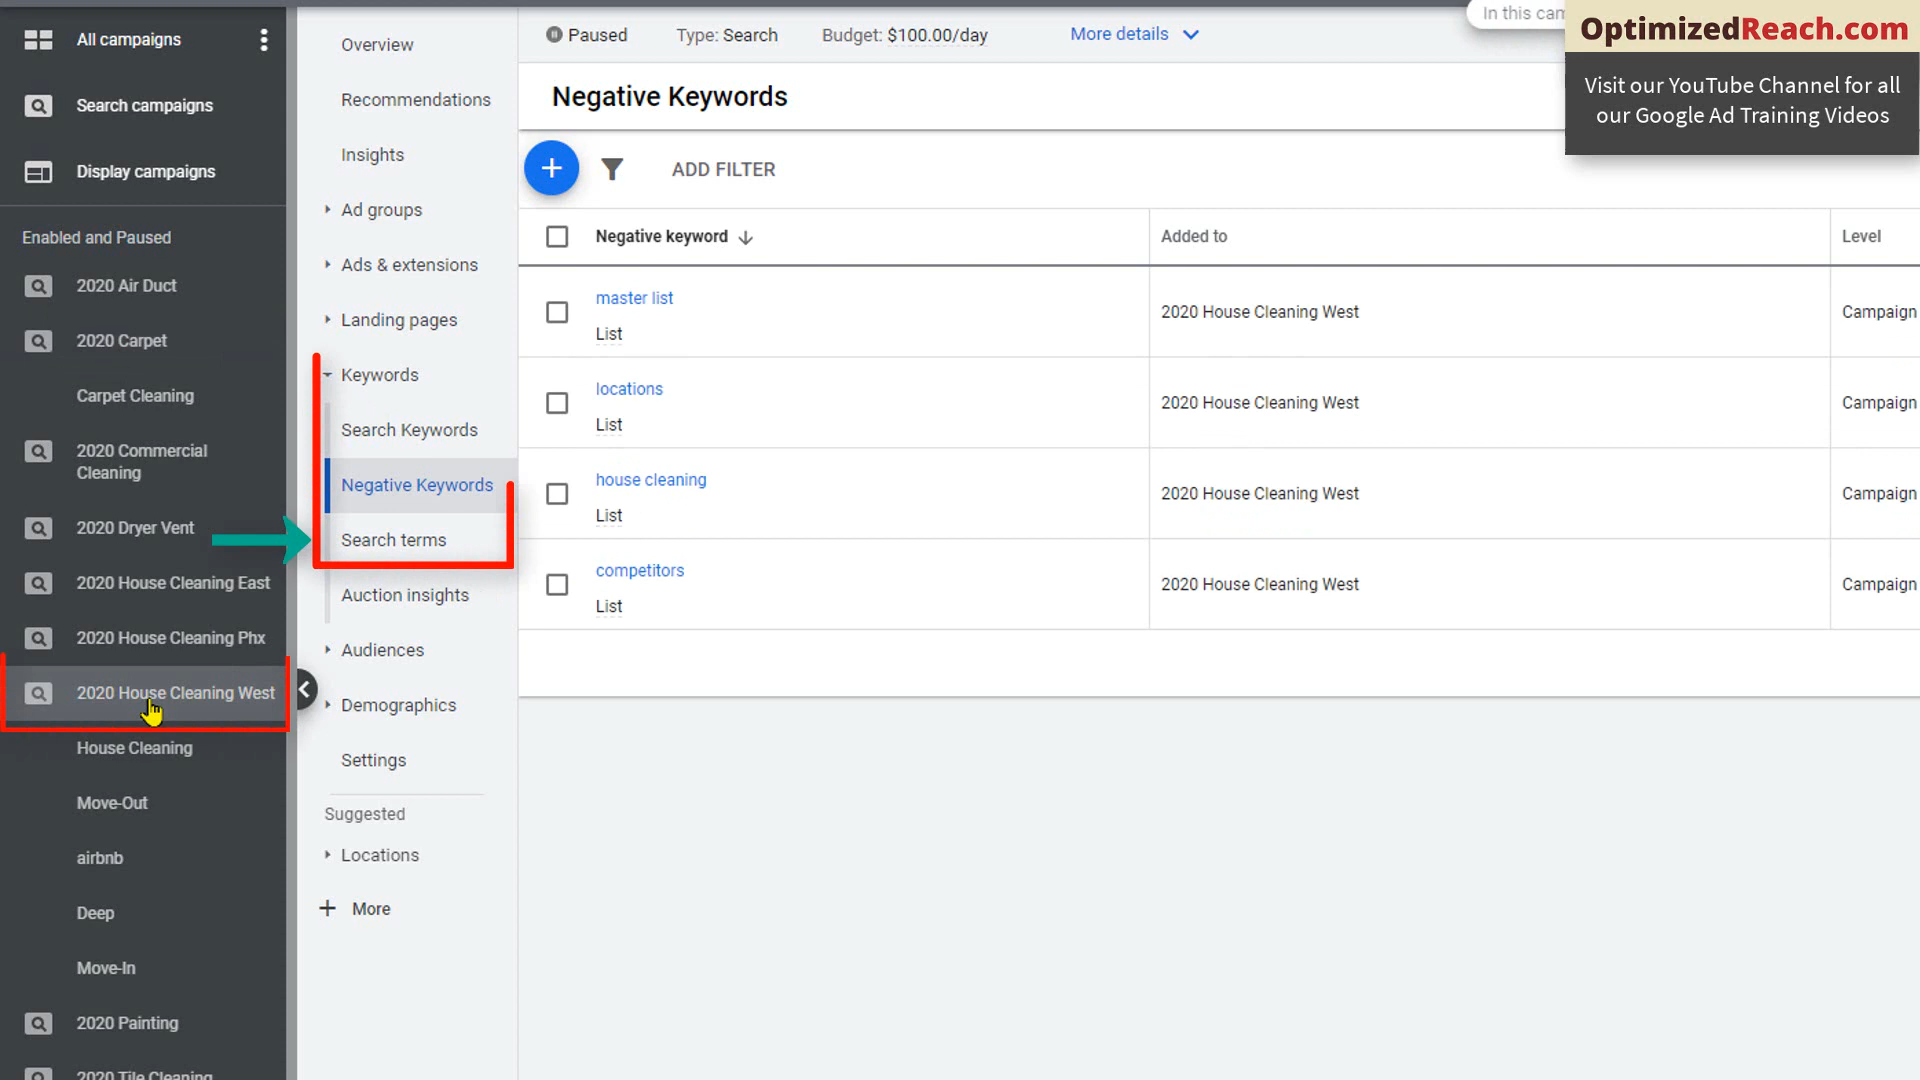 All campaigns
Search campaigns
Display campaigns
Enabled and Paused
2020 Air Duct
2020 Carpet
Carpet Cleaning
2020 Commercial
Cleaning
2020 Dryer Vent
2020 House Cleaning East
2020 House Cleaning Phx
2020 House Cleaning West
House Cleaning
Move-Out
airbnb
Deep
Move-In
2020 Painting
2020 Tile Cleaning
Overview
Recommendations
Insights
Ad groups
Ads & extensions
Landing pages
Keywords
Search Keywords
Negative Keywords
Search terms
Auction insights
Audiences
Demographics
Settings
Suggested
Locations
More
Paused Type: Search Budget: $100.00/day More details
In this cam
OptimizedReach.com
Visit our YouTube Channel for all
our Google Ad Training Videos
Negative Keywords
ADD FILTER
Negative keyword Added to Level
master list
List
2020 House Cleaning West Campaign
locations
List
2020 House Cleaning West Campaign
house cleaning
List
2020 House Cleaning West Campaign
competitors
List
2020 House Cleaning West Campaign